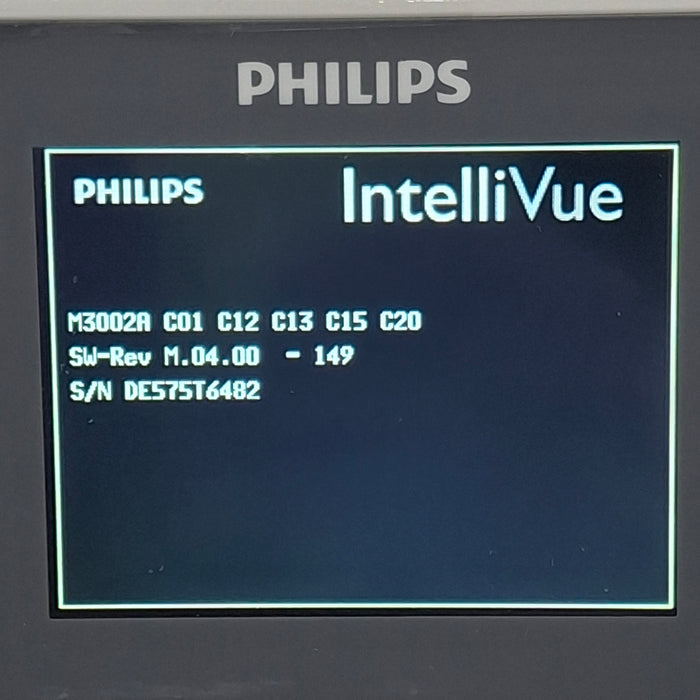 PHILIPS
PHILIPS IntelliVue
M3002A C01 C12 C13 C15 C20
SW-Rev M.04.00 - 149
S/N DE575T6482